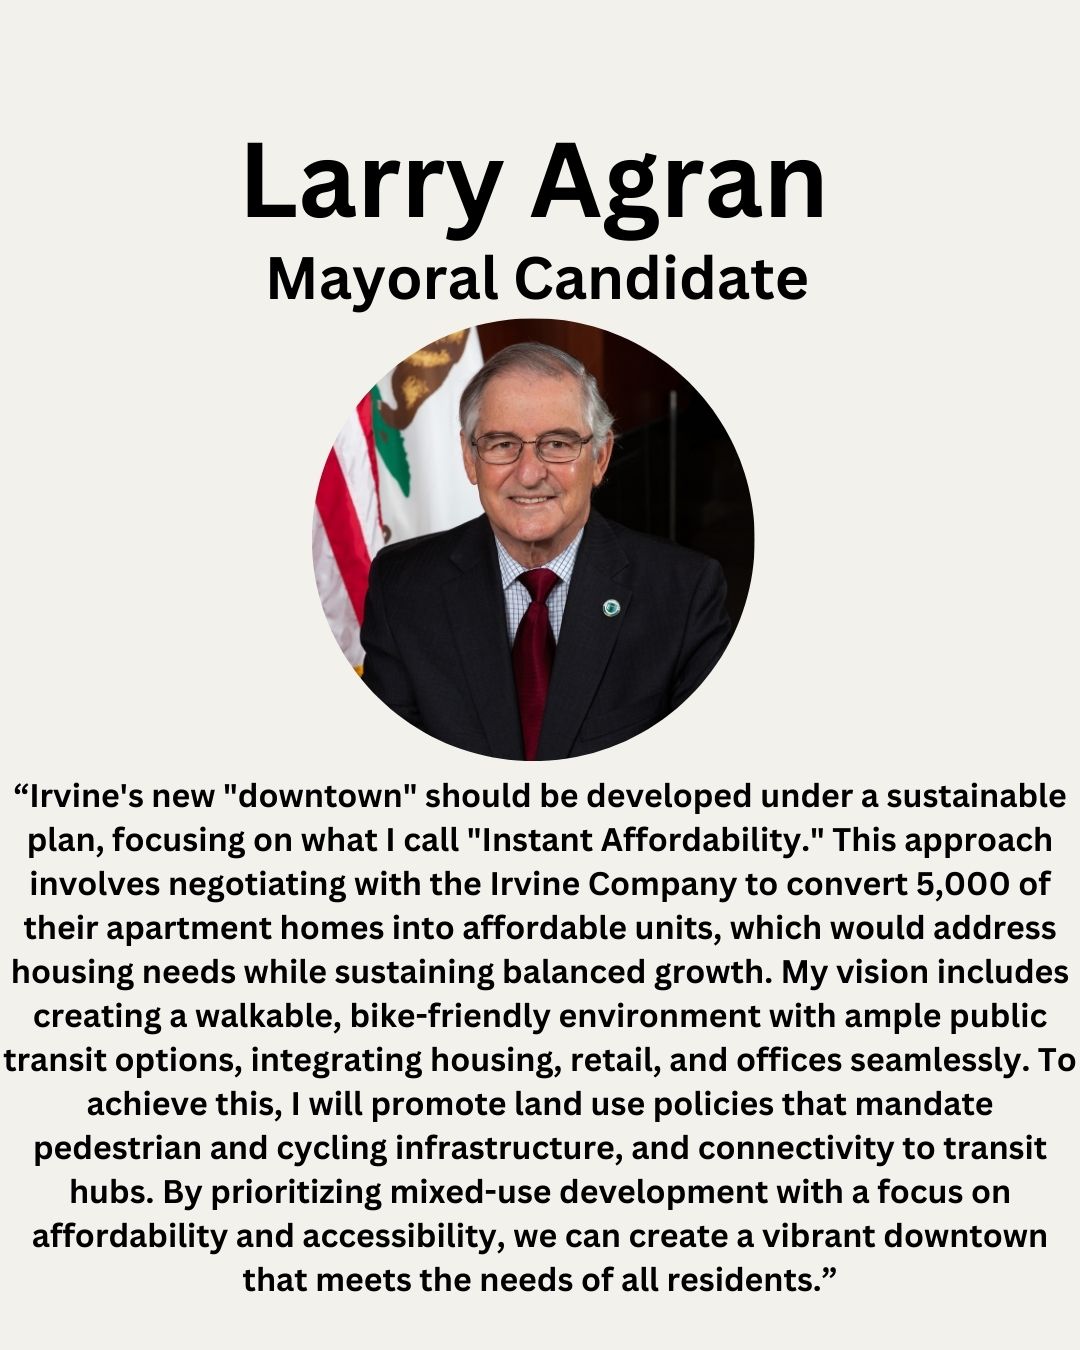 Larry Agran
Mayoral Candidate
“Irvine's new "downtown" should be developed under a sustainable
plan, focusing on what I call "Instant Affordability." This approach
involves negotiating with the Irvine Company to convert 5,000 of
their apartment homes into affordable units, which would address
housing needs while sustaining balanced growth. My vision includes
creating a walkable, bike-friendly environment with ample public
transit options, integrating housing, retail, and offices seamlessly. To
achieve this, I will promote land use policies that mandate
pedestrian and cycling infrastructure, and connectivity to transit
hubs. By prioritizing mixed-use development with a focus on
affordability and accessibility, we can create a vibrant downtown
that meets the needs of all residents.”